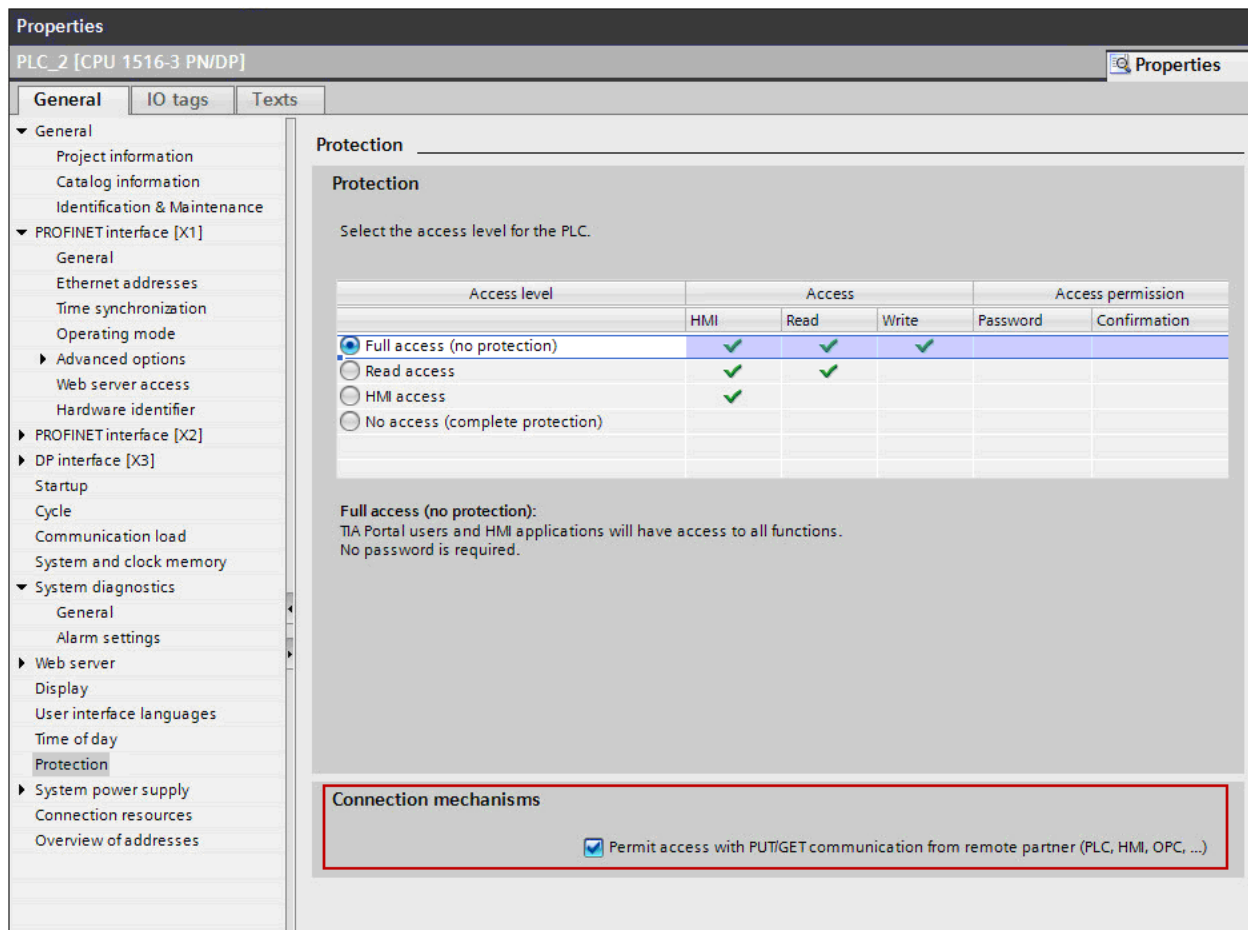 Properties
PLC_2 [CPU 1516-3 PN/DP]
Properties
General
IO tags
Texts
General
Project information
Catalog information
Identification & Maintenance
PROFINET interface [X1]
General
Ethernet addresses
Time synchronization
Operating mode
Advanced options
Web server access
Hardware identifier
PROFINET interface [X2]
DP interface [X3]
Startup
Cycle
Communication load
System and clock memory
System diagnostics
General
Alarm settings
Web server
Display
User interface languages
Time of day
Protection
System power supply
Connection resources
Overview of addresses
Protection
Protection
Select the access level for the PLC.
Access level Access Access permission
HMI Read Write Password Confirmation
Full access (no protection)
Read access
HMI access
No access (complete protection)
Full access (no protection):
TIA Portal users and HMI applications will have access to all functions.
No password is required.
Connection mechanisms
Permit access with PUT/GET communication from remote partner (PLC, HMI, OPC, ...)